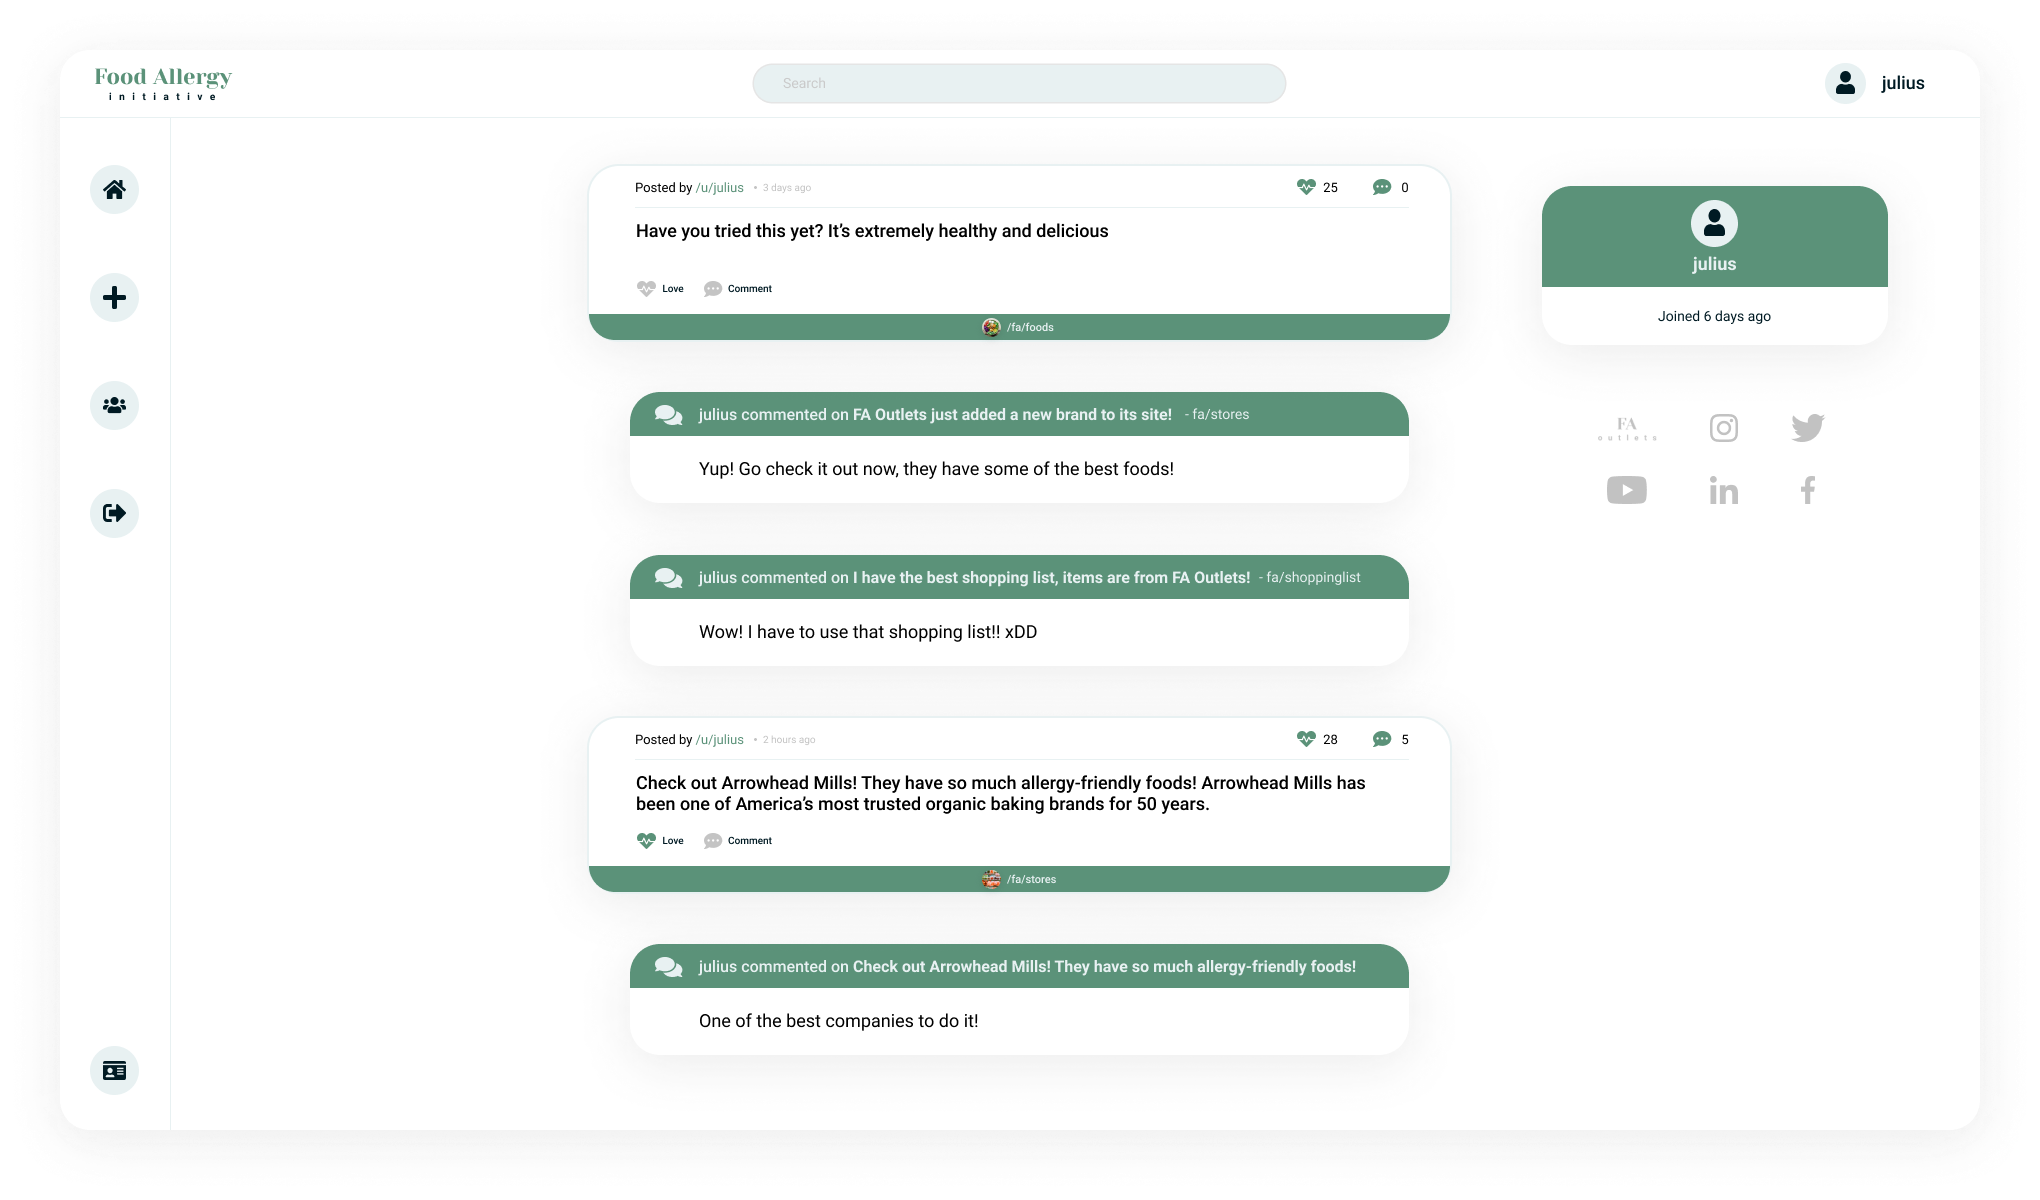 Food Allergy
initiative
Search
julius
Posted by /u/julius • 3 days ago
25
0
Have you tried this yet? It’s extremely healthy and delicious
Love
Comment
/fa/foods
julius commented on FA Outlets just added a new brand to its site! - fa/stores
Yup! Go check it out now, they have some of the best foods!
julius commented on I have the best shopping list, items are from FA Outlets! - fa/shoppinglist
Wow! I have to use that shopping list!! xDD
Posted by /u/julius • 2 hours ago
28
5
Check out Arrowhead Mills! They have so much allergy-friendly foods! Arrowhead Mills has
been one of America’s most trusted organic baking brands for 50 years.
Love
Comment
/fa/stores
julius commented on Check out Arrowhead Mills! They have so much allergy-friendly foods!
One of the best companies to do it!
julius
Joined 6 days ago
FA
outlets